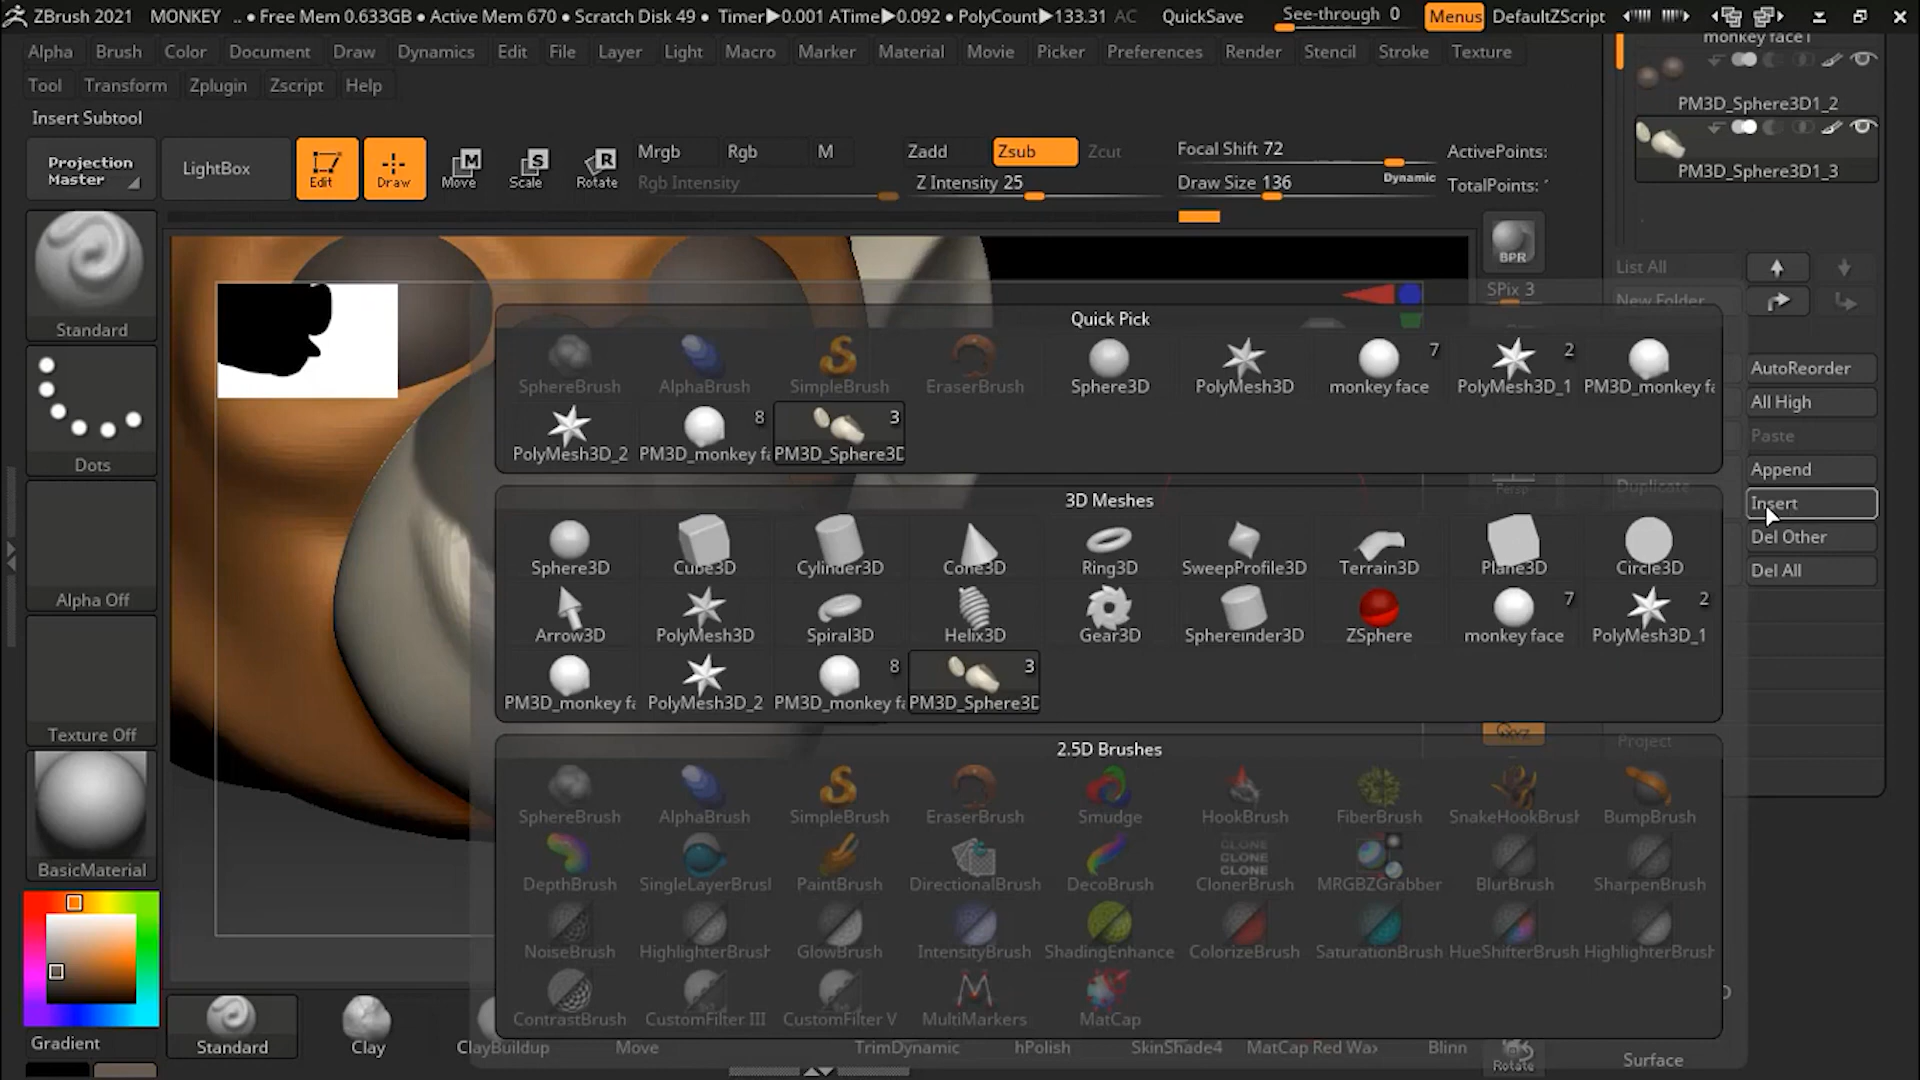 ZBrush 2021 MONKEY .. • Free Mem 0.633GB • Active Mem 670 • Scratch Disk 49 • Timer▶0.001 ATime▶0.092 • PolyCount▶133.31 AC QuickSave See-through 0 Menus DefaultZScript
Alpha Brush Color Document Draw Dynamics Edit File Layer Light Macro Marker Material Movie Picker Preferences Render Stencil Stroke Texture
Tool Transform Zplugin Zscript Help
Insert Subtool
Projection Master
LightBox
Edit
Draw
Move
Scale
Rotate
M
S
R
Mrgb Rgb M
Rgb Intensity
Zadd Zsub Zcut
Z Intensity 25
Focal Shift 72
Draw Size 136
Dynamic
ActivePoints:
TotalPoints:
monkey face1
PM3D_Sphere3D1_2
PM3D_Sphere3D1_3
Standard
Dots
Alpha Off
Texture Off
BasicMaterial
Gradient
BPR
SPix 3
List All
New Folder
AutoReorder
All High
Paste
Append
Duplicate
Insert
Del Other
Del All
Persp
Project
Quick Pick
SphereBrush AlphaBrush SimpleBrush EraserBrush Sphere3D PolyMesh3D monkey face 7 PolyMesh3D_1 2 PM3D_monkey fa
PolyMesh3D_2 PM3D_monkey fa 8 PM3D_Sphere3D 3
3D Meshes
Sphere3D Cube3D Cylinder3D Cone3D Ring3D SweepProfile3D Terrain3D Plane3D Circle3D
Arrow3D PolyMesh3D Spiral3D Helix3D Gear3D Sphereinder3D ZSphere monkey face 7 PolyMesh3D_1 2
PM3D_monkey fa PolyMesh3D_2 PM3D_monkey fa 8 PM3D_Sphere3D 3
2.5D Brushes
SphereBrush AlphaBrush SimpleBrush EraserBrush Smudge HookBrush FiberBrush SnakeHookBrush BumpBrush
DepthBrush SingleLayerBrusl PaintBrush DirectionalBrush DecoBrush ClonerBrush MRGBZGrabber BlurBrush SharpenBrush
CLONE
CLONE
CLONE
NoiseBrush HighlighterBrush GlowBrush IntensityBrush ShadingEnhance ColorizeBrush SaturationBrush HueShifterBrush HighlighterBrush
ContrastBrush CustomFilter III CustomFilter V MultiMarkers MatCap
Standard Clay ClayBuildup Move TrimDynamic hPolish SkinShade4 MatCap Red Wax Blinn Rotate Surface